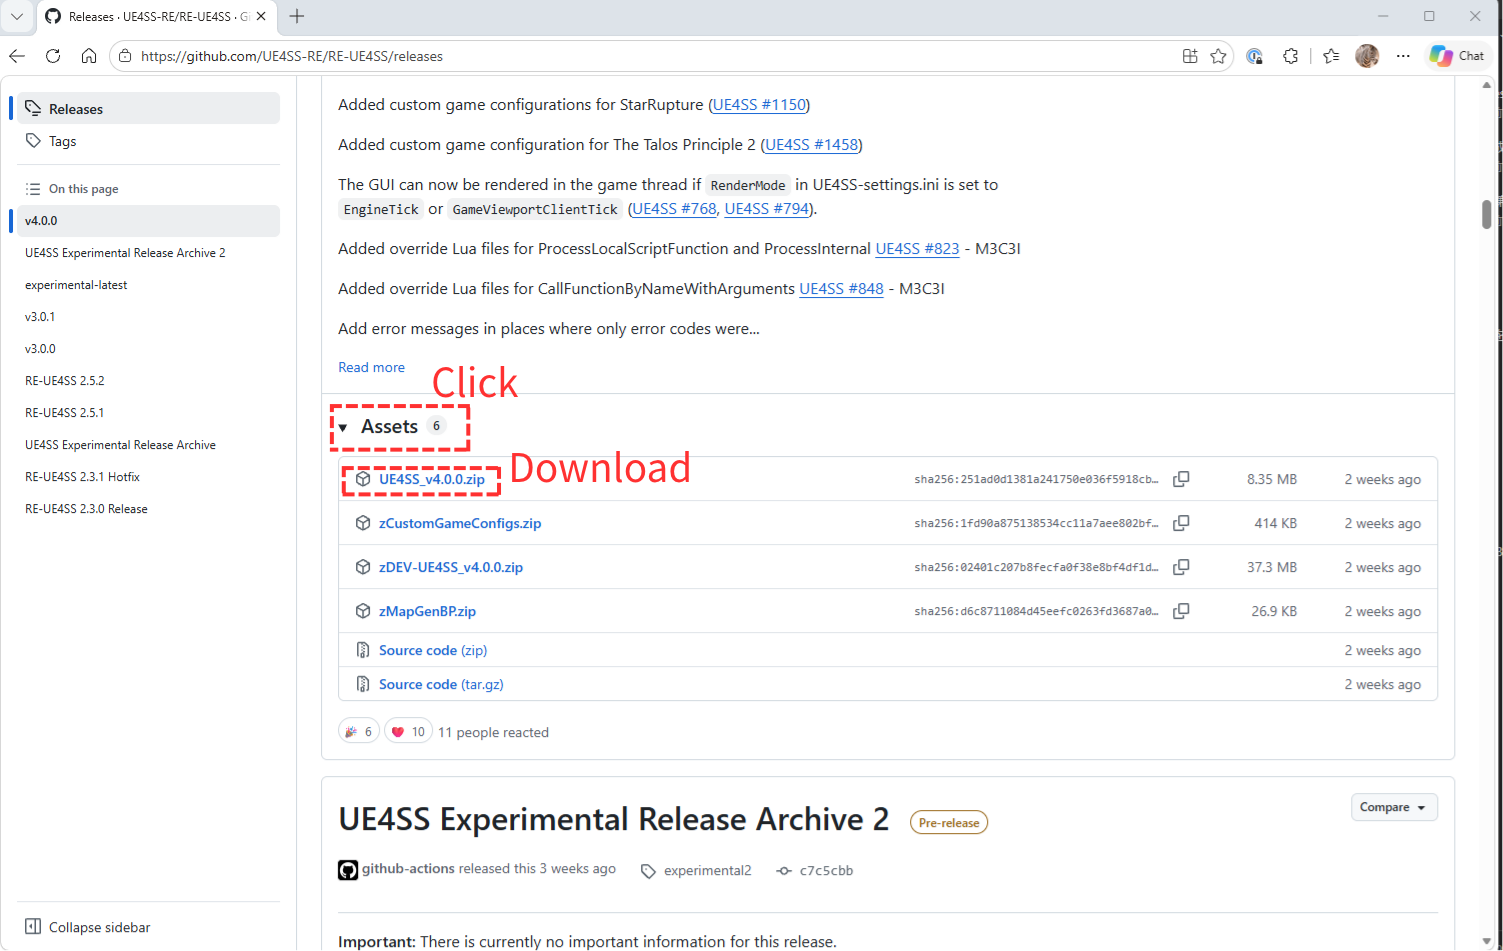 Releases · UE4SS-RE/RE-UE4SS · Gi
https://github.com/UE4SS-RE/RE-UE4SS/releases
Chat
Releases
Tags
On this page
v4.0.0
UE4SS Experimental Release Archive 2
experimental-latest
v3.0.1
v3.0.0
RE-UE4SS 2.5.2
RE-UE4SS 2.5.1
UE4SS Experimental Release Archive
RE-UE4SS 2.3.1 Hotfix
RE-UE4SS 2.3.0 Release
Collapse sidebar
Added custom game configurations for StarRupture (UE4SS #1150)
Added custom game configuration for The Talos Principle 2 (UE4SS #1458)
The GUI can now be rendered in the game thread if RenderMode in UE4SS-settings.ini is set to
EngineTick or GameViewportClientTick (UE4SS #768, UE4SS #794).
Added override Lua files for ProcessLocalScriptFunction and ProcessInternal UE4SS #823 - M3C3I
Added override Lua files for CallFunctionByNameWithArguments UE4SS #848 - M3C3I
Add error messages in places where only error codes were...
Read more
Click
Assets 6
Download
UE4SS_v4.0.0.zip sha256:251ad0d1381a241750e036f5918cb... 8.35 MB 2 weeks ago
zCustomGameConfigs.zip sha256:1fd90a875138534cc11a7aee802bf... 414 KB 2 weeks ago
zDEV-UE4SS_v4.0.0.zip sha256:02401c207b8fecfa0f38e8bf4df1d... 37.3 MB 2 weeks ago
zMapGenBP.zip sha256:d6c8711084d45eefc0263fd3687a0... 26.9 KB 2 weeks ago
Source code (zip) 2 weeks ago
Source code (tar.gz) 2 weeks ago
6 10 11 people reacted
UE4SS Experimental Release Archive 2 Pre-release Compare
github-actions released this 3 weeks ago experimental2 c7c5cbb
Important: There is currently no important information for this release.